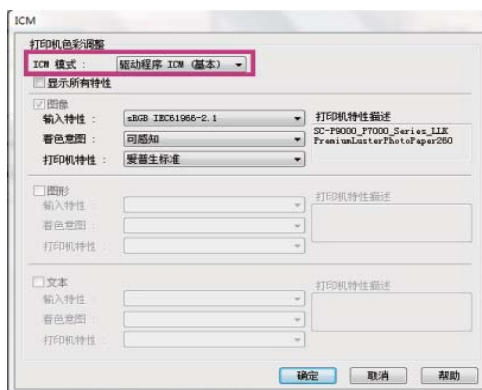 ICM
打印机色彩调整
ICM 模式： 驱动程序 ICM（基本）
显示所有特性
图像
输入特性： sRGB IEC61966-2.1 打印机特性描述
着色意图： 可感知 SC-P9000_P7000_Series_LLK
PremiumLusterPhotoPaper260
打印机特性： 爱普生标准
图形
输入特性： 打印机特性描述
着色意图：
打印机特性：
文本
输入特性： 打印机特性描述
着色意图：
打印机特性：
确定 取消 帮助